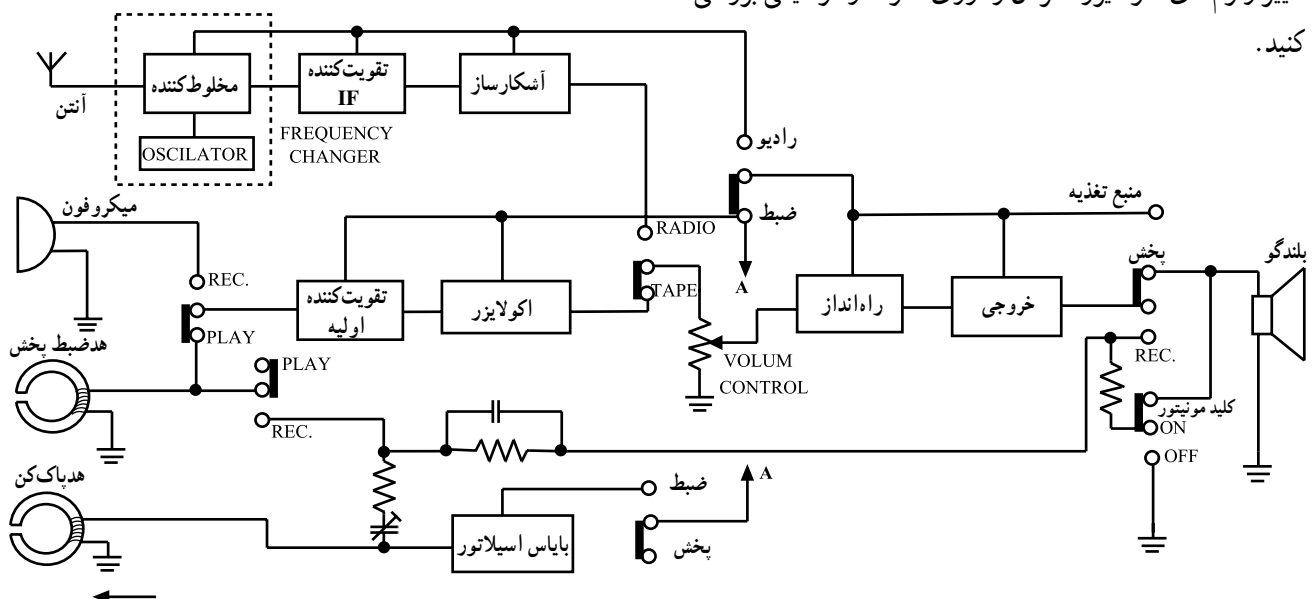 کنید.
آنتن
مخلوط‌کننده
OSCILATOR
تقویت‌کننده
IF
FREQUENCY
CHANGER
آشکارساز
رادیو
ضبط
A
منبع تغذیه
میکروفون
REC.
PLAY
تقویت‌کننده
اولیه
اکولایزر
RADIO
TAPE
VOLUM
CONTROL
راه‌انداز
خروجی
پخش
REC.
بلندگو
هدضبط پخش
PLAY
REC.
کلید مونیتور
ON
OFF
هدپاک‌کن
بایاس اسیلاتور
ضبط
پخش
A